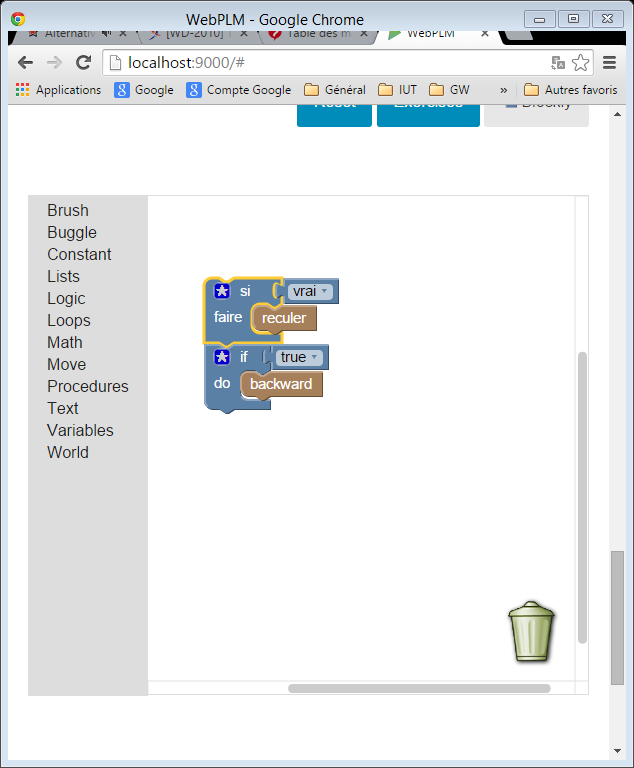 WebPLM - Google Chrome
Alternativ
[WD-2010]
Table des m
WebPLM
localhost:9000/#
Applications Google Compte Google Général IUT GW » Autres favoris
Reset Exercises Blockly
Brush
Buggle
Constant
Lists
Logic
Loops
Math
Move
Procedures
Text
Variables
World
si vrai
faire reculer
if true
do backward